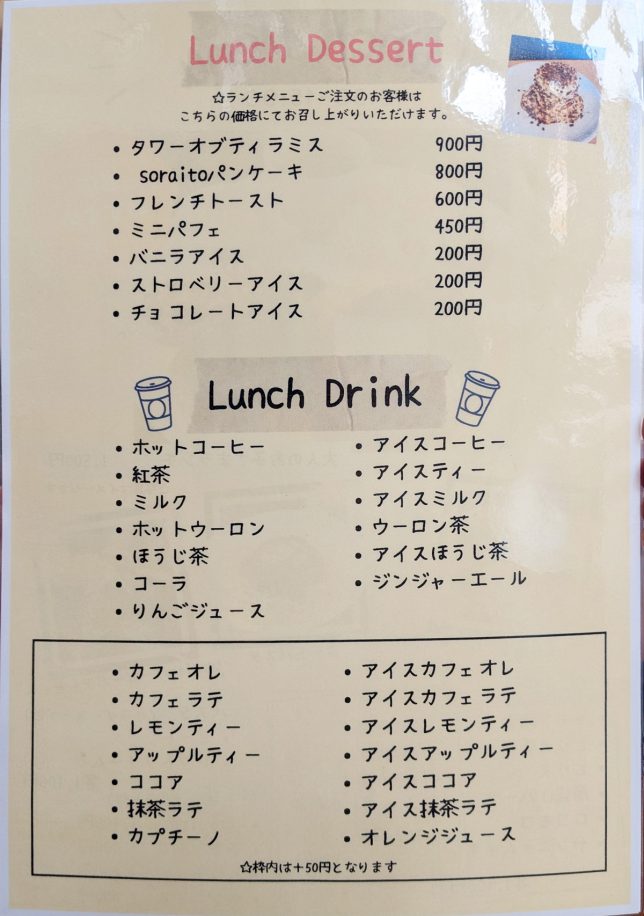 Lunch Dessert
☆ランチメニューご注文のお客様は
こちらの価格にてお召し上がりいただけます。
• タワーオブティラミス 900円
• soraitoパンケーキ 800円
• フレンチトースト 600円
• ミニパフェ 450円
• バニラアイス 200円
• ストロベリーアイス 200円
• チョコレートアイス 200円
Lunch Drink
• ホットコーヒー
• 紅茶
• ミルク
• ホットウーロン
• ほうじ茶
• コーラ
• りんごジュース
• アイスコーヒー
• アイスティー
• アイスミルク
• ウーロン茶
• アイスほうじ茶
• ジンジャーエール
• カフェオレ
• カフェラテ
• レモンティー
• アップルティー
• ココア
• 抹茶ラテ
• カプチーノ
• アイスカフェオレ
• アイスカフェラテ
• アイスレモンティー
• アイスアップルティー
• アイスココア
• アイス抹茶ラテ
• オレンジジュース
☆枠内は＋50円となります